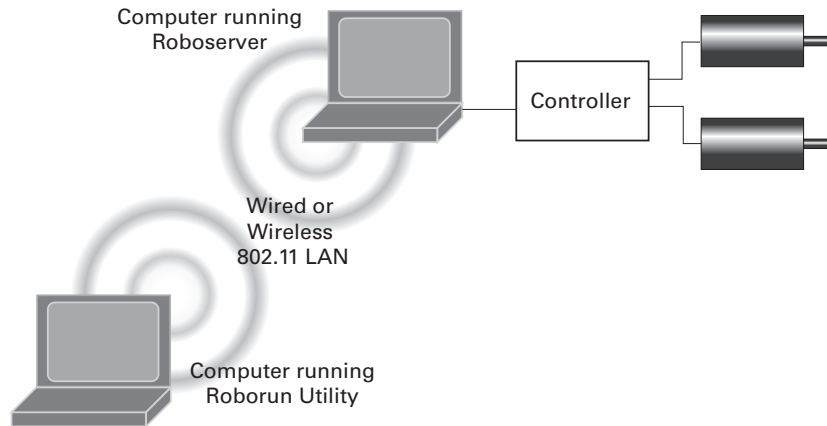 Computer running
Roboserver
Controller
Wired or
Wireless
802.11 LAN
Computer running
Roborun Utility